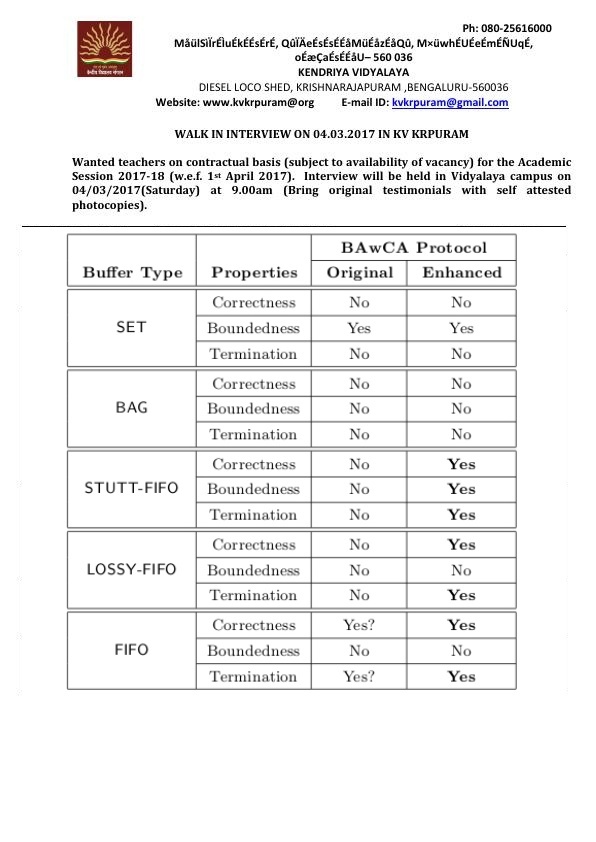 Ph: 080-25616000
MåüISìÏrÉÌuÉkÉÉsÉrÉ, QûÏÄeÉsÉsÉÉåMüÉåzÉåQû, M×üwhÉUÉeÉmÉÑUqÉ,
oÉæÇaÉsÉÉåU– 560 036
KENDRIYA VIDYALAYA
DIESEL LOCO SHED, KRISHNARAJAPURAM ,BENGALURU-560036
Website: www.kvkrpuram@org E-mail ID: kvkrpuram@gmail.com
WALK IN INTERVIEW ON 04.03.2017 IN KV KRPURAM
Wanted teachers on contractual basis (subject to availability of vacancy) for the Academic
Session 2017-18 (w.e.f. 1st April 2017). Interview will be held in Vidyalaya campus on
04/03/2017(Saturday) at 9.00am (Bring original testimonials with self attested
photocopies).
BAwCA Protocol
Buffer Type Properties Original Enhanced
Correctness No No
SET Boundedness Yes Yes
Termination No No
Correctness No No
BAG Boundedness No No
Termination No No
Correctness No Yes
STUTT-FIFO Boundedness No Yes
Termination No Yes
Correctness No Yes
LOSSY-FIFO Boundedness No No
Termination No Yes
Correctness Yes? Yes
FIFO Boundedness No No
Termination Yes? Yes